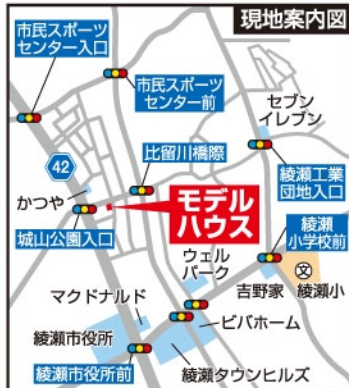 現地案内図
市民スポーツ
センター入口
市民スポーツ
センター前
セブン
イレブン
42
比留川橋際
綾瀬工業
団地入口
かつや
モデル
ハウス
城山公園入口
綾瀬
小学校前
ウェル
パーク
文
吉野家
綾瀬小
マクドナルド
ビバホーム
綾瀬市役所
綾瀬市役所前
綾瀬タウンヒルズ